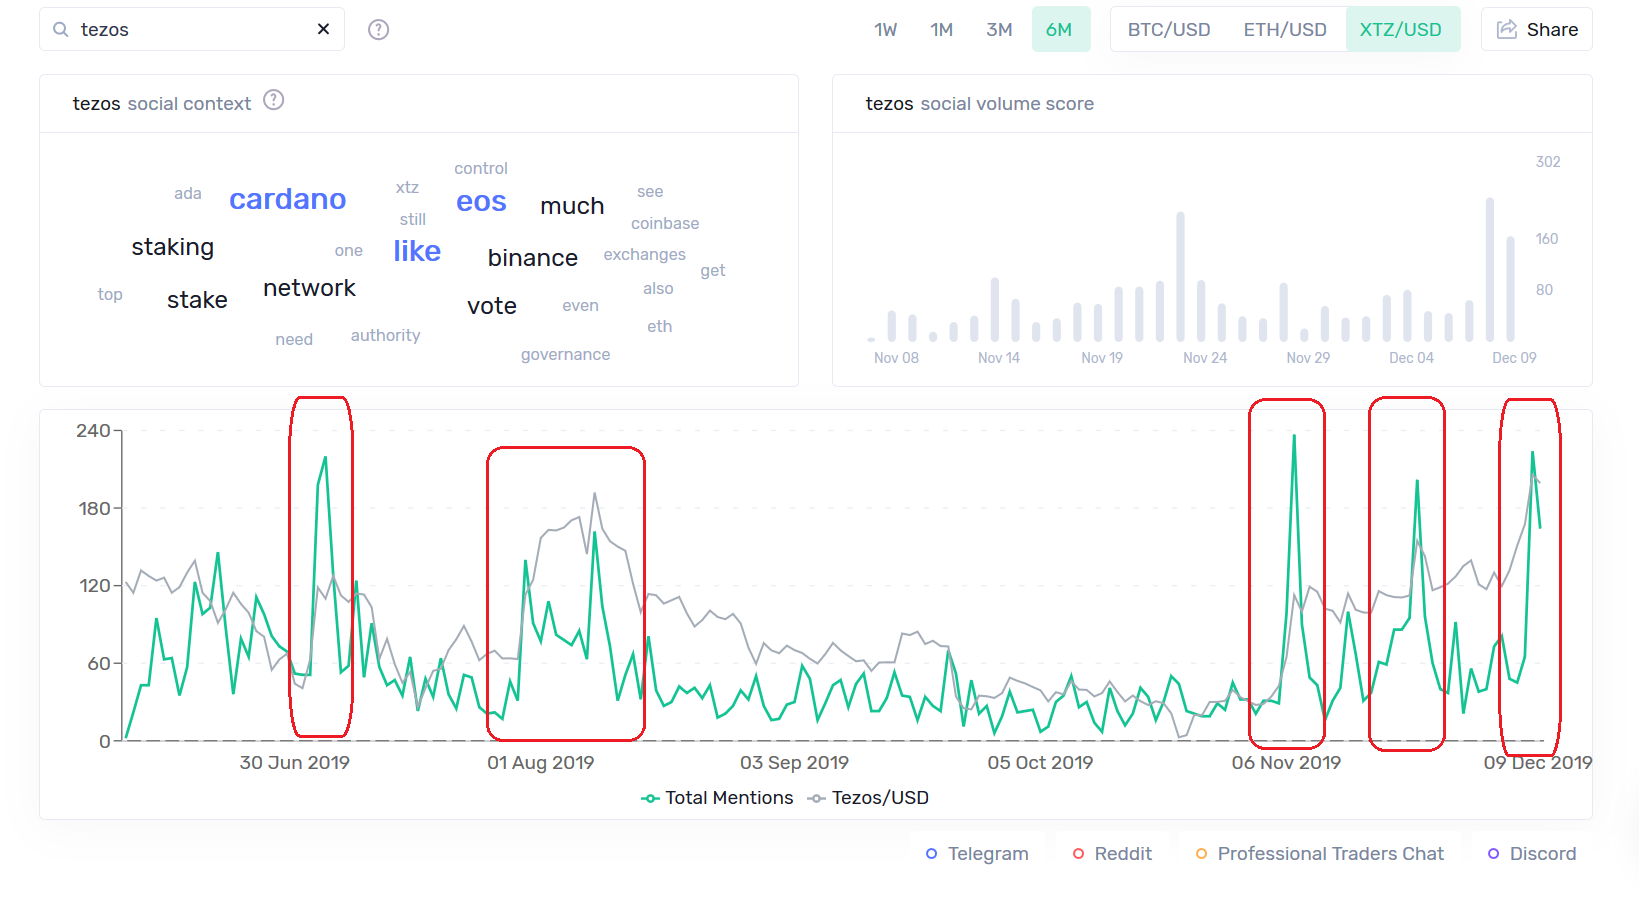 tezos
1W 1M 3M 6M BTC/USD ETH/USD XTZ/USD Share
tezos social context
control
ada cardano xtz eos much see
still coinbase
staking one like binance exchanges
get
top stake network vote even also
eth
need authority
governance
tezos social volume score
302
160
80
Nov 08 Nov 14 Nov 19 Nov 24 Nov 29 Dec 04 Dec 09
240
180
120
60
0
30 Jun 2019 01 Aug 2019 03 Sep 2019 05 Oct 2019 06 Nov 2019 09 Dec 2019
Total Mentions Tezos/USD
Telegram Reddit Professional Traders Chat Discord